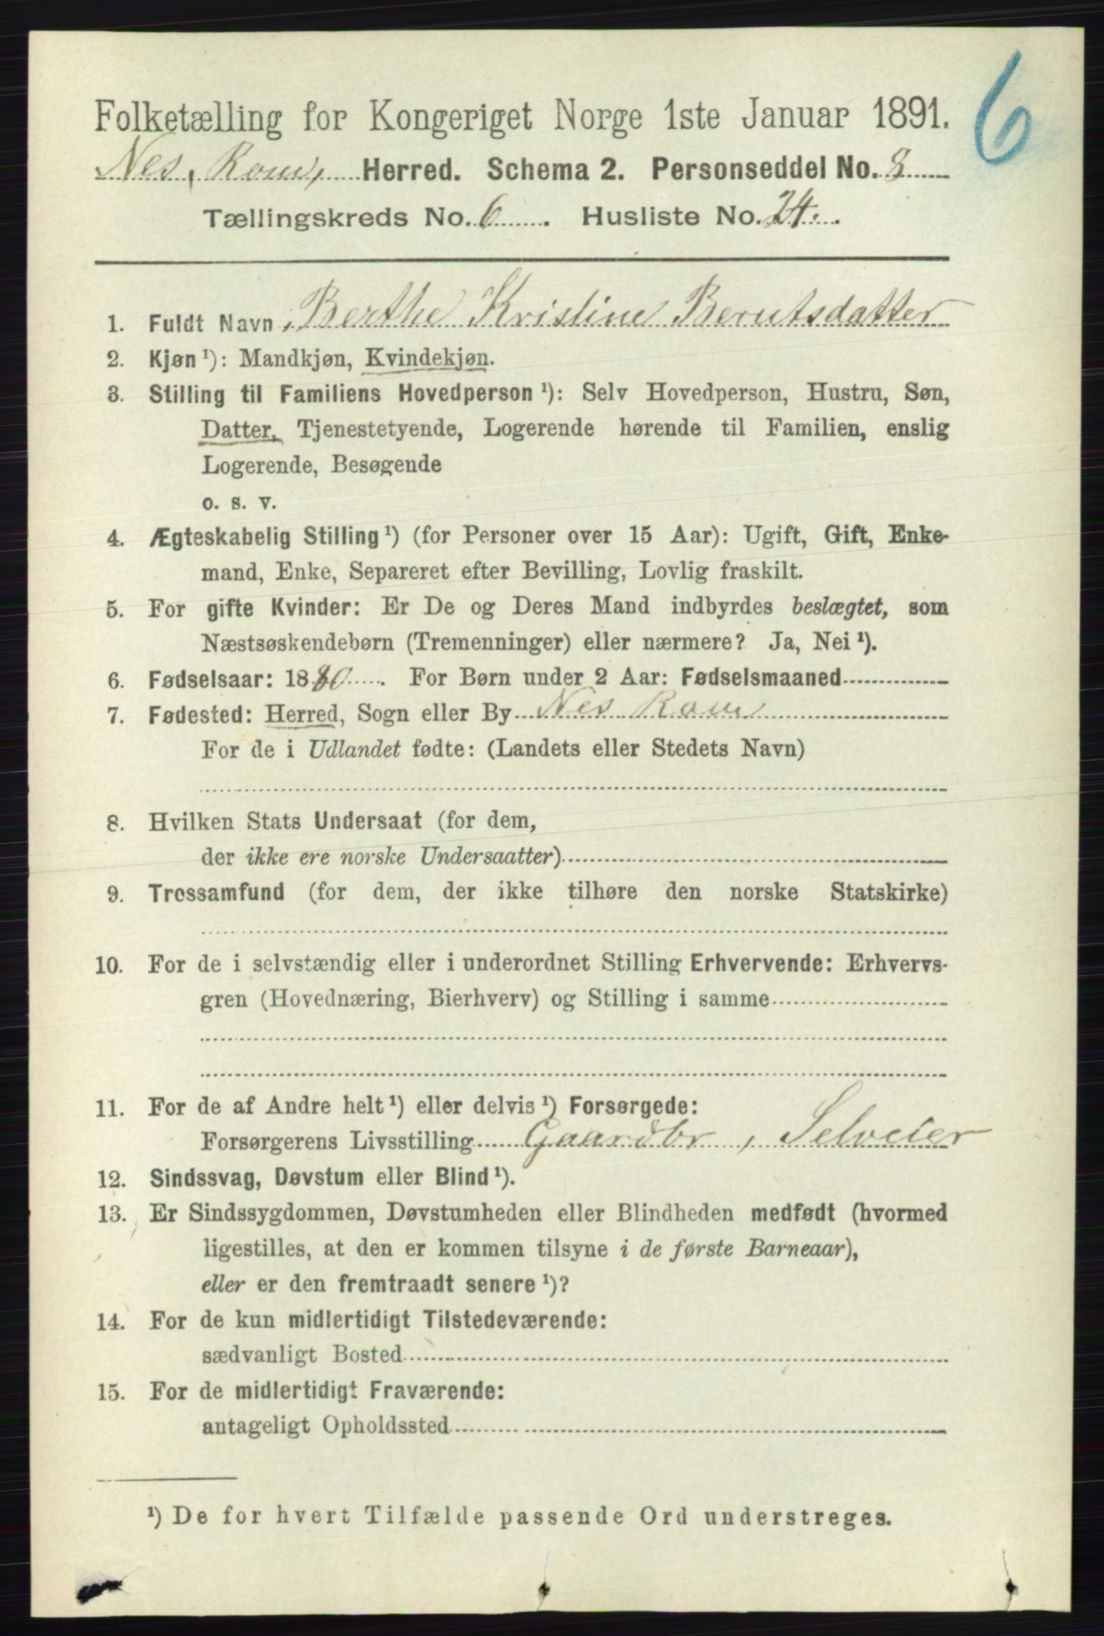 6
Folketælling for Kongeriget Norge 1ste Januar 1891.
Nes, Rom, Herred. Schema 2. Personseddel No. 8
Tællingskreds No. 6. Husliste No. 24.
1. Fuldt Navn Berthe Kristine Berntsdatter
2. Kjøn ¹): Mandkjøn, Kvindekjøn.
3. Stilling til Familiens Hovedperson ¹): Selv Hovedperson, Hustru, Søn,
Datter, Tjenestetyende, Logerende hørende til Familien, enslig
Logerende, Besøgende
o. s. v.
4. Ægteskabelig Stilling ¹) (for Personer over 15 Aar): Ugift, Gift, Enke-
mand, Enke, Separeret efter Bevilling, Lovlig fraskilt.
5. For gifte Kvinder: Er De og Deres Mand indbyrdes beslægtet, som
Næstsøskendebørn (Tremenninger) eller nærmere? Ja, Nei ¹).
6. Fødselsaar: 1880. For Børn under 2 Aar: Fødselsmaaned
7. Fødested: Herred, Sogn eller By Nes Rom
For de i Udlandet fødte: (Landets eller Stedets Navn)
8. Hvilken Stats Undersaat (for dem,
der ikke ere norske Undersaatter)
9. Trossamfund (for dem, der ikke tilhøre den norske Statskirke)
10. For de i selvstændig eller i underordnet Stilling Erhvervende: Erhvervs-
gren (Hovednæring, Bierhverv) og Stilling i samme
11. For de af Andre helt ¹) eller delvis ¹) Forsørgede:
Forsørgerens Livsstilling Gaardbr, Selveier
12. Sindssvag, Døvstum eller Blind ¹).
13. Er Sindssygdommen, Døvstumheden eller Blindheden medfødt (hvormed
ligestilles, at den er kommen tilsyne i de første Barneaar),
eller er den fremtraadt senere ¹)?
14. For de kun midlertidigt Tilstedeværende:
sædvanligt Bosted
15. For de midlertidigt Fraværende:
antageligt Opholdssted
¹) De for hvert Tilfælde passende Ord understreges.